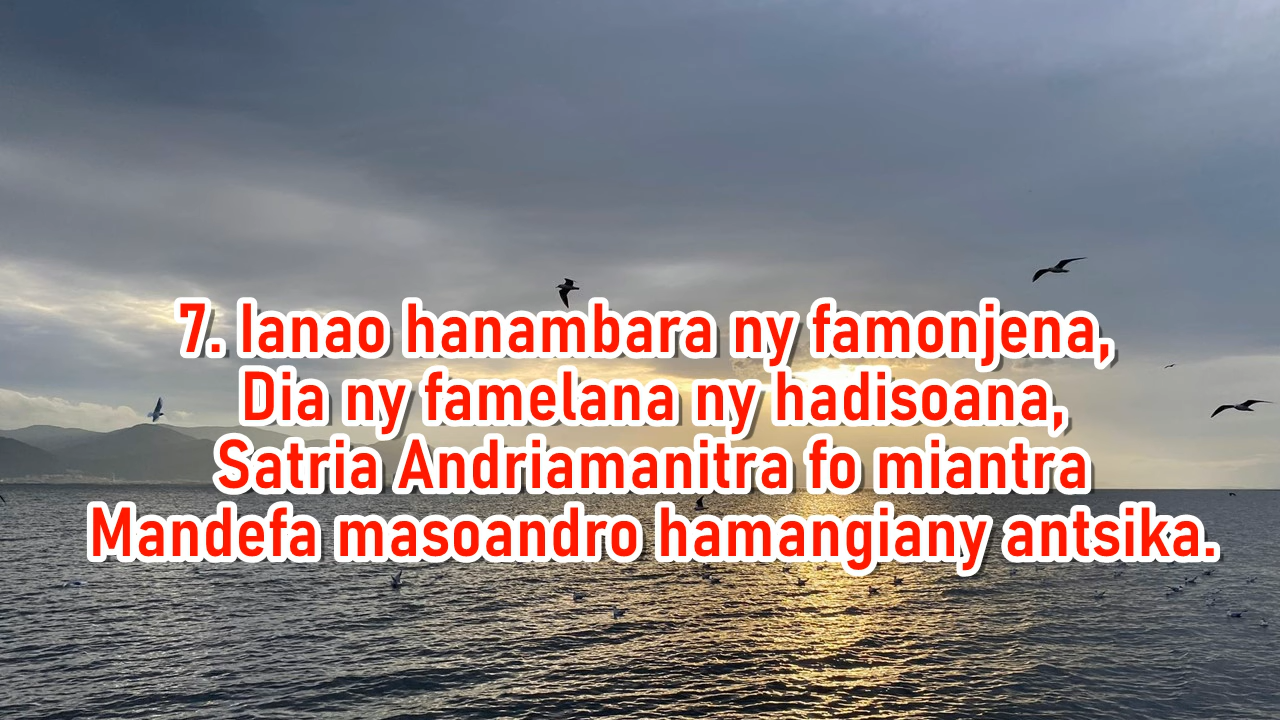 7. Ianao hanambara ny famonjena,
Dia ny famelana ny hadisoana,
Satria Andriamanitra fo miantra
Mandefa masoandro hamangiany antsika.